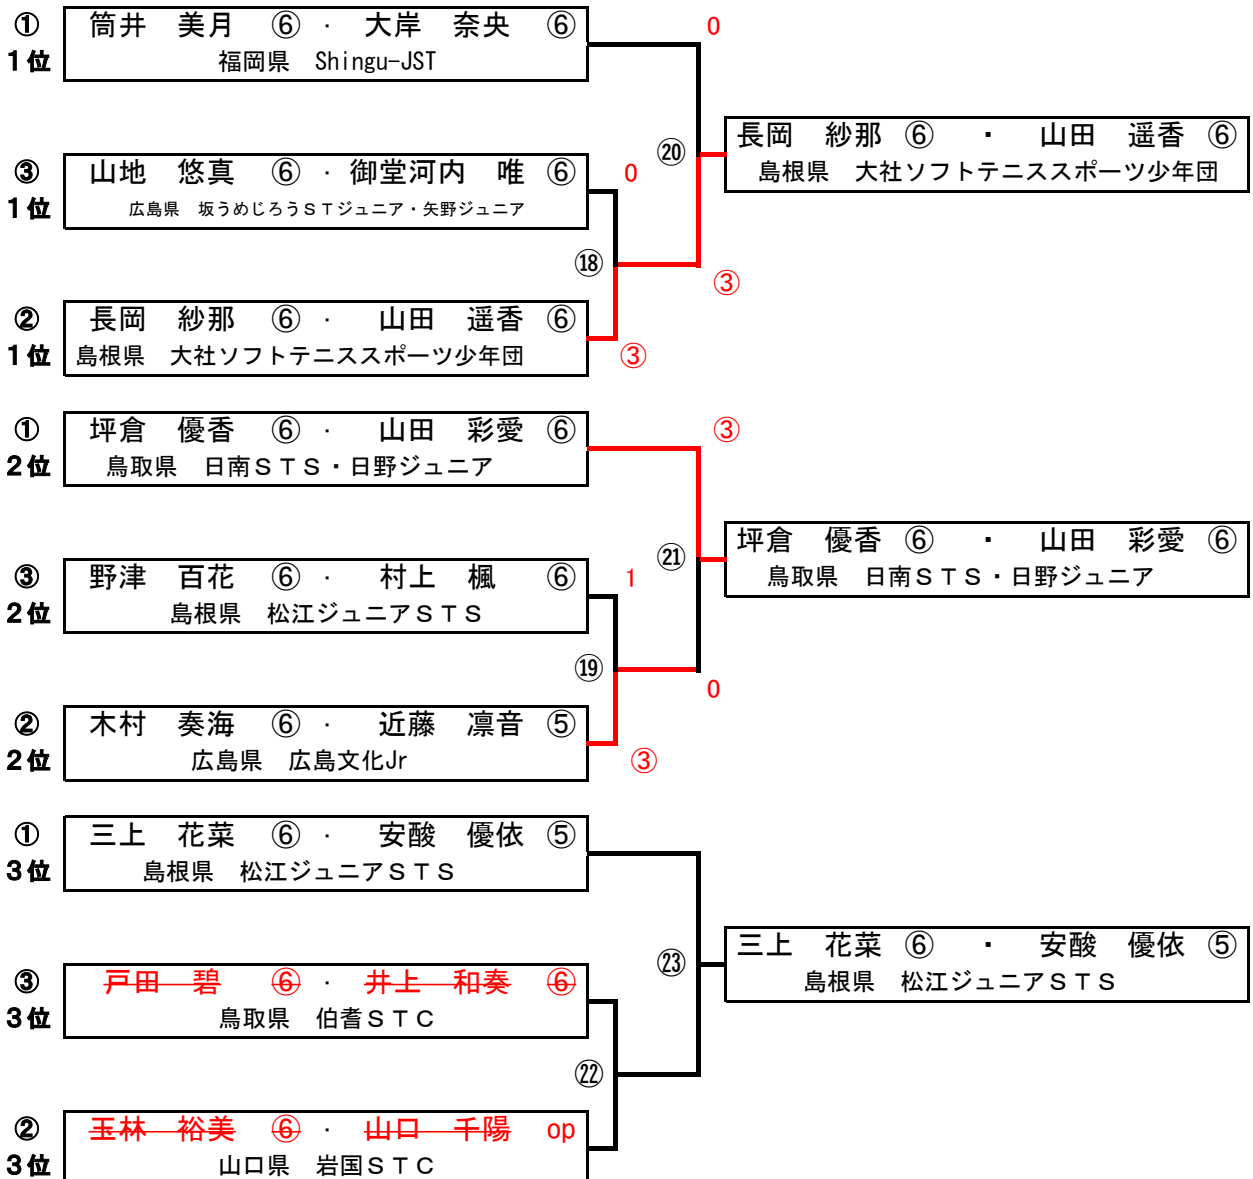 ① 筒井 美月 ⑥ ・ 大岸 奈央 ⑥ 0
1位 福岡県 Shingu-JST
長岡 紗那 ⑥ ・ 山田 遥香 ⑥
島根県 大社ソフトテニススポーツ少年団
⑳
③ 山地 悠真 ⑥ ・ 御堂河内 唯 ⑥ 0
1位 広島県 坂うめじろうSTジュニア・矢野ジュニア
⑱
③
② 長岡 紗那 ⑥ ・ 山田 遥香 ⑥
1位 島根県 大社ソフトテニススポーツ少年団 ③
① 坪倉 優香 ⑥ ・ 山田 彩愛 ⑥ ③
2位 鳥取県 日南STS・日野ジュニア
坪倉 優香 ⑥ ・ 山田 彩愛 ⑥
鳥取県 日南STS・日野ジュニア
㉑
③ 野津 百花 ⑥ ・ 村上 楓 ⑥ 1
2位 島根県 松江ジュニアSTS
⑲
0
② 木村 奏海 ⑥ ・ 近藤 凛音 ⑤
2位 広島県 広島文化Jr ③
① 三上 花菜 ⑥ ・ 安酸 優依 ⑤
3位 島根県 松江ジュニアSTS
三上 花菜 ⑥ ・ 安酸 優依 ⑤
島根県 松江ジュニアSTS
㉓
③ 戸田 碧 ⑥ ・ 井上 和奏 ⑥
3位 鳥取県 伯耆STC
㉒
② 玉林 裕美 ⑥ ・ 山口 千陽 op
3位 山口県 岩国STC